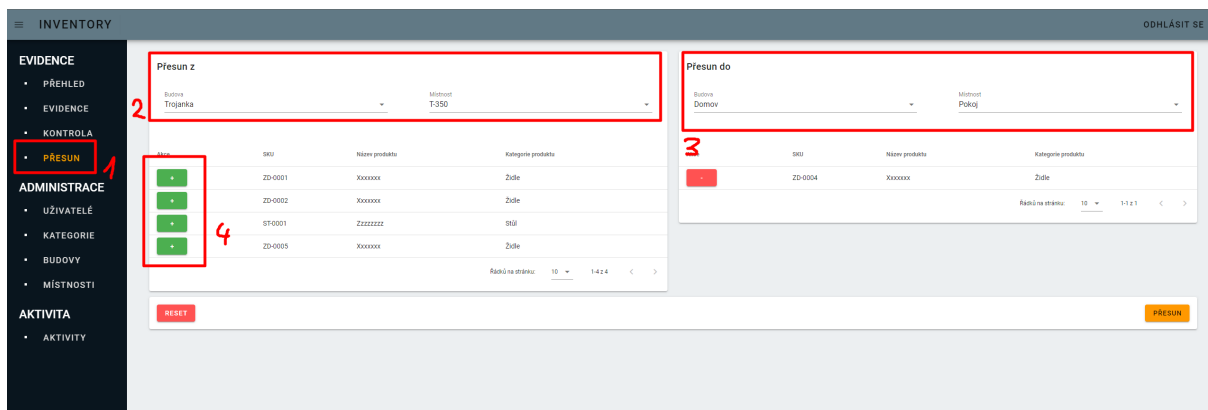 INVENTORY
ODHLÁSIT SE
EVIDENCE
PŘEHLED
EVIDENCE
KONTROLA
PŘESUN
1
ADMINISTRACE
UŽIVATELÉ
KATEGORIE
BUDOVY
MÍSTNOSTI
AKTIVITA
AKTIVITY
2
Přesun z
Budova Místnost
Trojanka T-350
Akce SKU Název produktu Kategorie produktu
+ ZD-0001 Xxxxxxx Židle
+ ZD-0002 Xxxxxxx Židle
+ ST-0001 Zzzzzzzz Stůl
+ ZD-0005 Xxxxxxx Židle
4
Řádků na stránku: 10 1-4 z 4
Přesun do
Budova Místnost
Domov Pokoj
3
SKU Název produktu Kategorie produktu
- ZD-0004 Xxxxxxx Židle
Řádků na stránku: 10 1-1 z 1
RESET PŘESUN